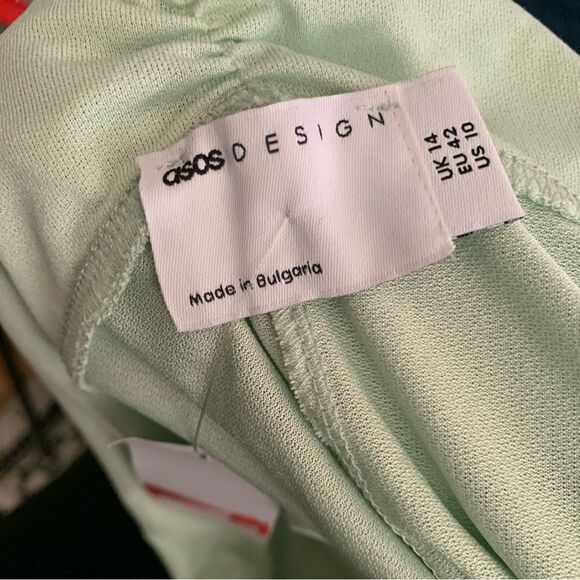 asos DESIGN
Made in Bulgaria
UK 14
EU 42
US 10